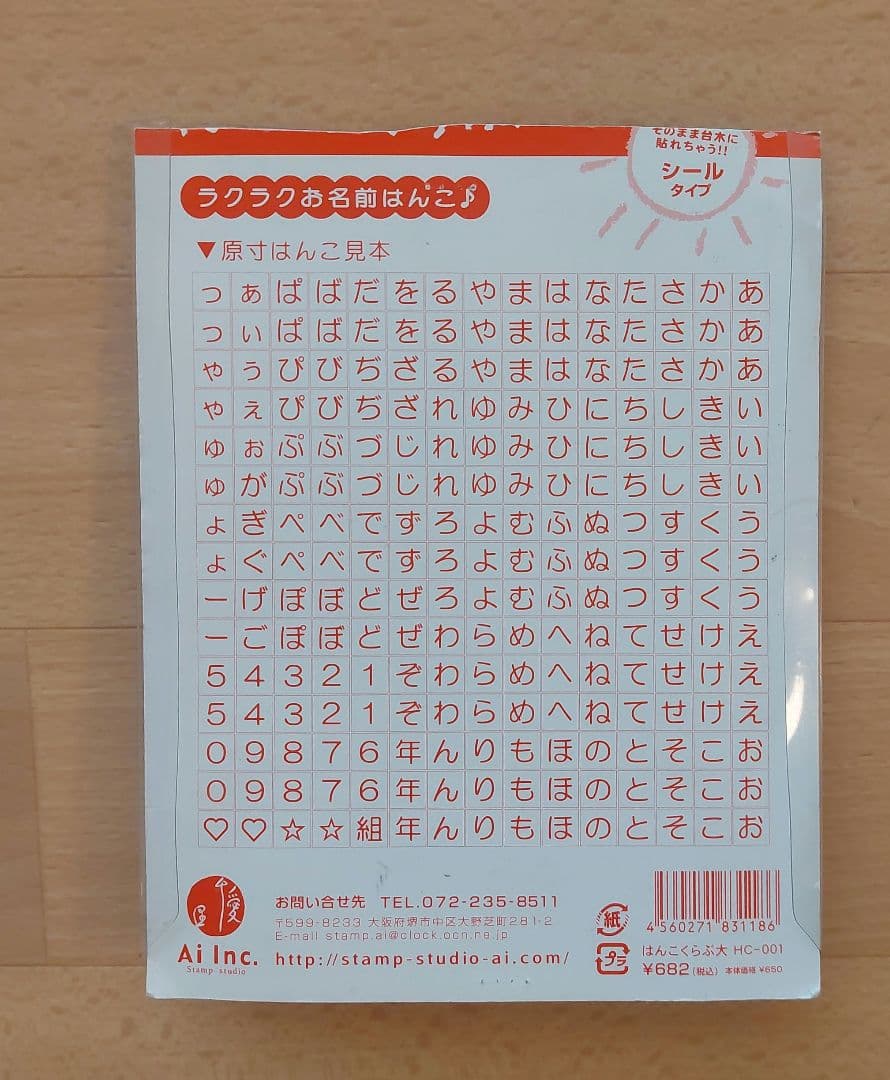 そのまま台木に
貼れちゃう!!
シール
タイプ
ラクラクお名前はんこ♪
▼原寸はんこ見本
っ ぁ ぱ ば だ を る や ま は な た さ か あ
っ ぃ ぱ ば だ を る や ま は な た さ か あ
ゃ ぅ ぴ び ぢ ざ る や ま は な た さ か あ
ゃ ぇ ぴ び ぢ ざ れ ゆ み ひ に ち し き い
ゅ ぉ ぷ ぶ づ じ れ ゆ み ひ に ち し き い
ゅ が ぷ ぶ づ じ れ ゆ み ひ に ち し き い
ょ ぎ ぺ べ で ず ろ よ む ふ ぬ つ す く う
ょ ぐ ぺ べ で ず ろ よ む ふ ぬ つ す く う
ー げ ぽ ぼ ど ぜ ろ よ む ふ ぬ つ す く う
ー ご ぽ ぼ ど ぜ わ ら め へ ね て せ け え
5 4 3 2 1 ぞ わ ら め へ ね て せ け え
5 4 3 2 1 ぞ わ ら め へ ね て せ け え
0 9 8 7 6 年 ん り も ほ の と そ こ お
0 9 8 7 6 年 ん り も ほ の と そ こ お
♡ ♡ ☆ ☆ 組 年 ん り も ほ の と そ こ お
Ai Inc.
Stamp studio
お問い合せ先 TEL.072-235-8511
〒599-8233 大阪府堺市中区大野芝町281-2
E-mail stamp.ai@clock.ocn.ne.jp
http://stamp-studio-ai.com/
紙
プラ
4560271831186
はんこくらぶ大 HC-001
¥682(税込) 本体価格 ¥650